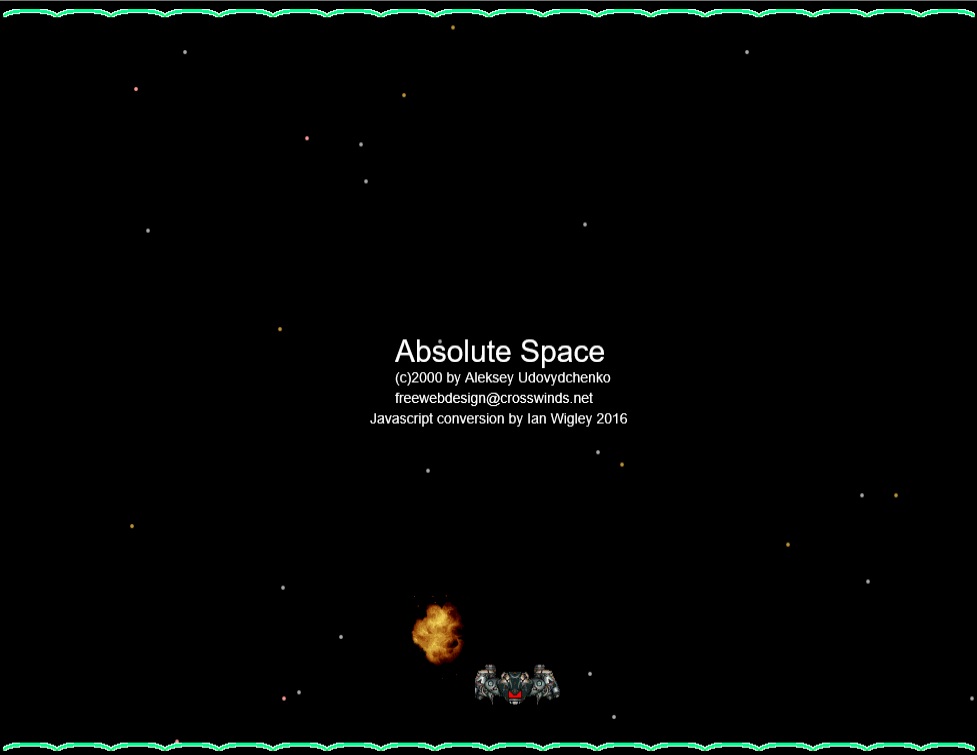 Absolute Space
(c)2000 by Aleksey Udovydchenko
freewebdesign@crosswinds.net
Javascript conversion by Ian Wigley 2016